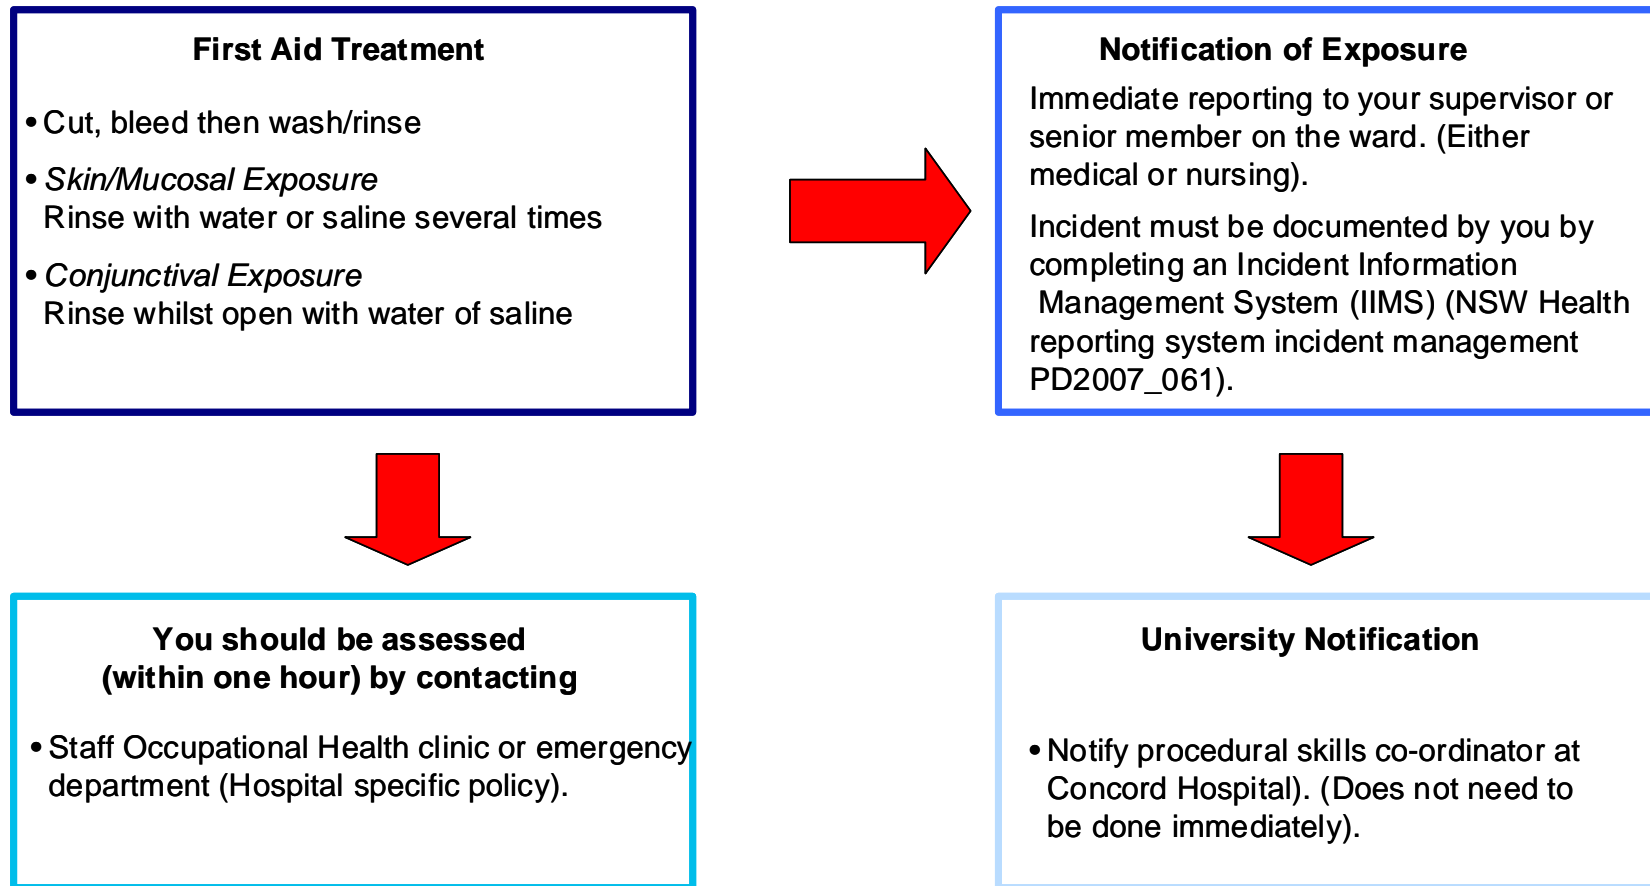 First Aid Treatment
• Cut, bleed then wash/rinse
• Skin/Mucosal Exposure
Rinse with water or saline several times
• Conjunctival Exposure
Rinse whilst open with water of saline
Notification of Exposure
Immediate reporting to your supervisor or
senior member on the ward. (Either
medical or nursing).
Incident must be documented by you by
completing an Incident Information
Management System (IIMS) (NSW Health
reporting system incident management
PD2007_061).
You should be assessed
(within one hour) by contacting
• Staff Occupational Health clinic or emergency
department (Hospital specific policy).
University Notification
• Notify procedural skills co-ordinator at
Concord Hospital). (Does not need to
be done immediately).